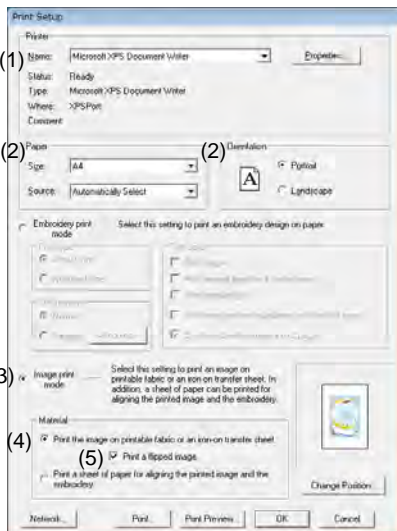 Print Setup
Printer
(1) Name: Microsoft XPS Document Writer Properties...
Status: Ready
Type: Microsoft XPS Document Writer
Where: XPSPort:
Comment:
(2) Paper
Size: A4
Source: Automatically Select
(2) Orientation
A
Portrait
Landscape
Embroidery print mode
Select this setting to print an embroidery design on paper.
3) Image print mode
Select this setting to print an image on
printable fabric or an iron-on transfer sheet. In
addition, a sheet of paper can be printed for
aligning the printed image and the embroidery.
Material
(4) Print the image on printable fabric or an iron-on transfer sheet
(5) Print a flipped image
Print a sheet of paper for aligning the printed image and the
embroidery
Change Position...
Network... Print... Print Preview... OK Cancel